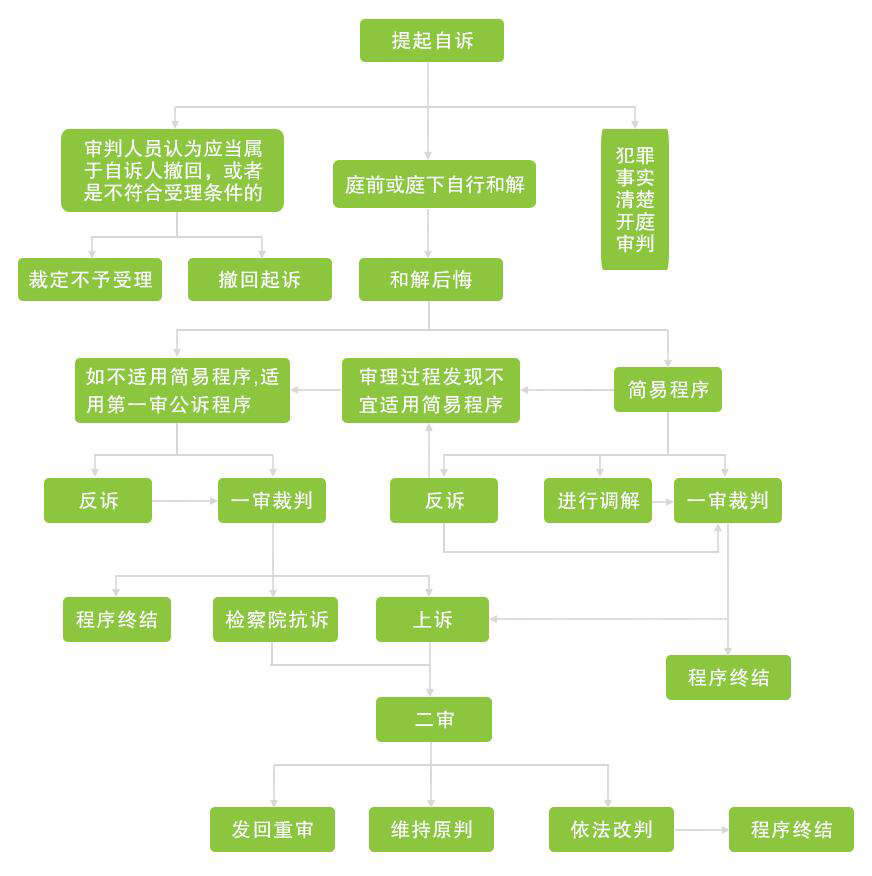 提起自诉
审判人员认为应当属
于自诉人撤回，或者
是不符合受理条件的
庭前或庭下自行和解
犯罪
事实
清楚
开庭
审判
裁定不予受理
撤回起诉
和解后悔
如不适用简易程序,适
用第一审公诉程序
审理过程发现不
宜适用简易程序
简易程序
反诉
一审裁判
反诉
进行调解
一审裁判
程序终结
检察院抗诉
上诉
程序终结
二审
发回重审
维持原判
依法改判
程序终结